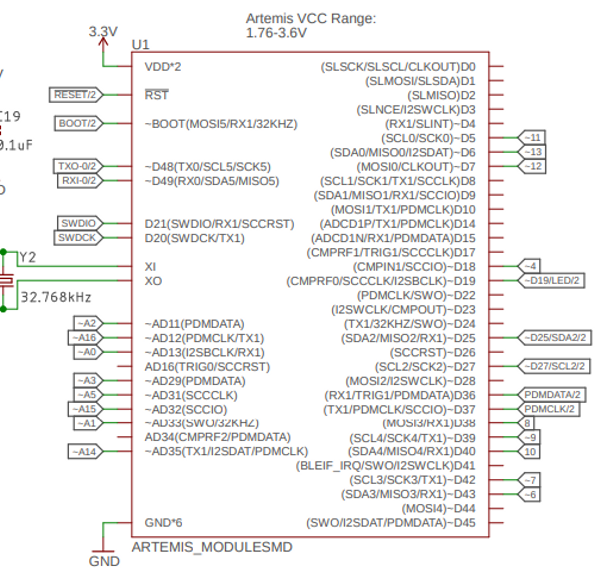 Artemis VCC Range:
1.76-3.6V
3.3V
U1
VDD*2
(SLSCK/SLSCL/CLKOUT)D0
(SLMOSI/SLSDA)D1
RESET/2
RST
(SLMISO)D2
(SLNCE/I2SWCLK)D3
BOOT/2
~BOOT(MOSI5/RX1/32KHZ)
(RX1/SLINT)~D4
(SCL0/SCK0)~D5
~11
0.1uF
(SDA0/MISO0/I2SDAT)~D6
~13
TXO-0/2
~D48(TX0/SCL5/SCK5)
(MOSI0/CLKOUT)~D7
~12
RXI-0/2
~D49(RX0/SDA5/MISO5)
(SCL1/SCK1/TX1/SCCLK)D8
(SDA1/MISO1/RX1/SCCIO)D9
(MOSI1/TX1/PDMCLK)D10
SWDIO
D21(SWDIO/RX1/SCCRST)
(ADCD1P/TX1/PDMCLK)D14
SWDCK
D20(SWDCK/TX1)
(ADCD1N/RX1/PDMDATA)D15
(CMPRF1/TRIG1/SCCCLK)D17
Y2
XI
(CMPIN1/SCCIO)~D18
~4
XO
(CMPRF0/SCCCLK/I2SBCLK)~D19
~D19/LED/2
32.768kHz
(PDMCLK/SWO)~D22
(I2SWCLK/CMPOUT)~D23
~A2
~AD11(PDMDATA)
(TX1/32KHZ/SWO)~D24
~A16
~AD12(PDMCLK/TX1)
(SDA2/MISO2/RX1)~D25
~D25/SDA2/2
~A0
~AD13(I2SBCLK/RX1)
(SCCRST)~D26
AD16(TRIG0/SCCRST)
(SCL2/SCK2)~D27
~D27/SCL2/2
~A3
~AD29(PDMDATA)
(MOSI2/I2SWCLK)~D28
~A5
~AD31(SCCCLK)
(RX1/TRIG1/PDMDATA)D36
PDMDATA/2
~A15
~AD32(SCCIO)
(TX1/PDMCLK/SCCIO)~D37
PDMCLK/2
~A1
~AD33(SWO/32KHZ)
(MOSI3/RX1)D38
8
AD34(CMPRF2/PDMDATA)
(SCL4/SCK4/TX1)~D39
~9
~A14
~AD35(TX1/I2SDAT/PDMCLK)
(SDA4/MISO4/RX1)D40
10
(BLEIF_IRQ/SWO/I2SWCLK)D41
(SCL3/SCK3/TX1)~D42
~7
(SDA3/MISO3/RX1)~D43
~6
(MOSI4)~D44
GND*6
(SWO/I2SDAT/PDMDATA)~D45
ARTEMIS_MODULESMD
GND